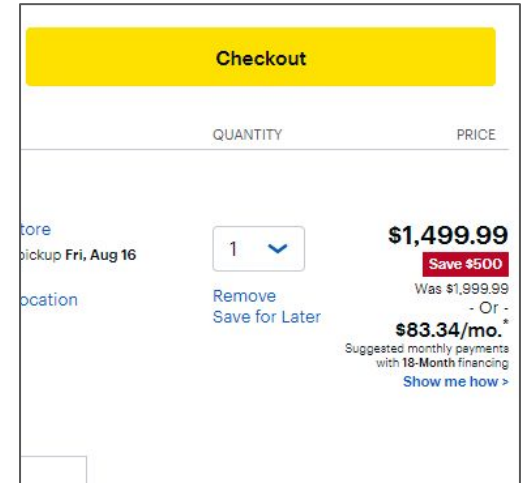 Checkout
QUANTITY PRICE
tore
pickup Fri, Aug 16
ocation
1
Remove
Save for Later
$1,499.99
Save $500
Was $1,999.99
- Or -
$83.34/mo.*
Suggested monthly payments
with 18-Month financing
Show me how >